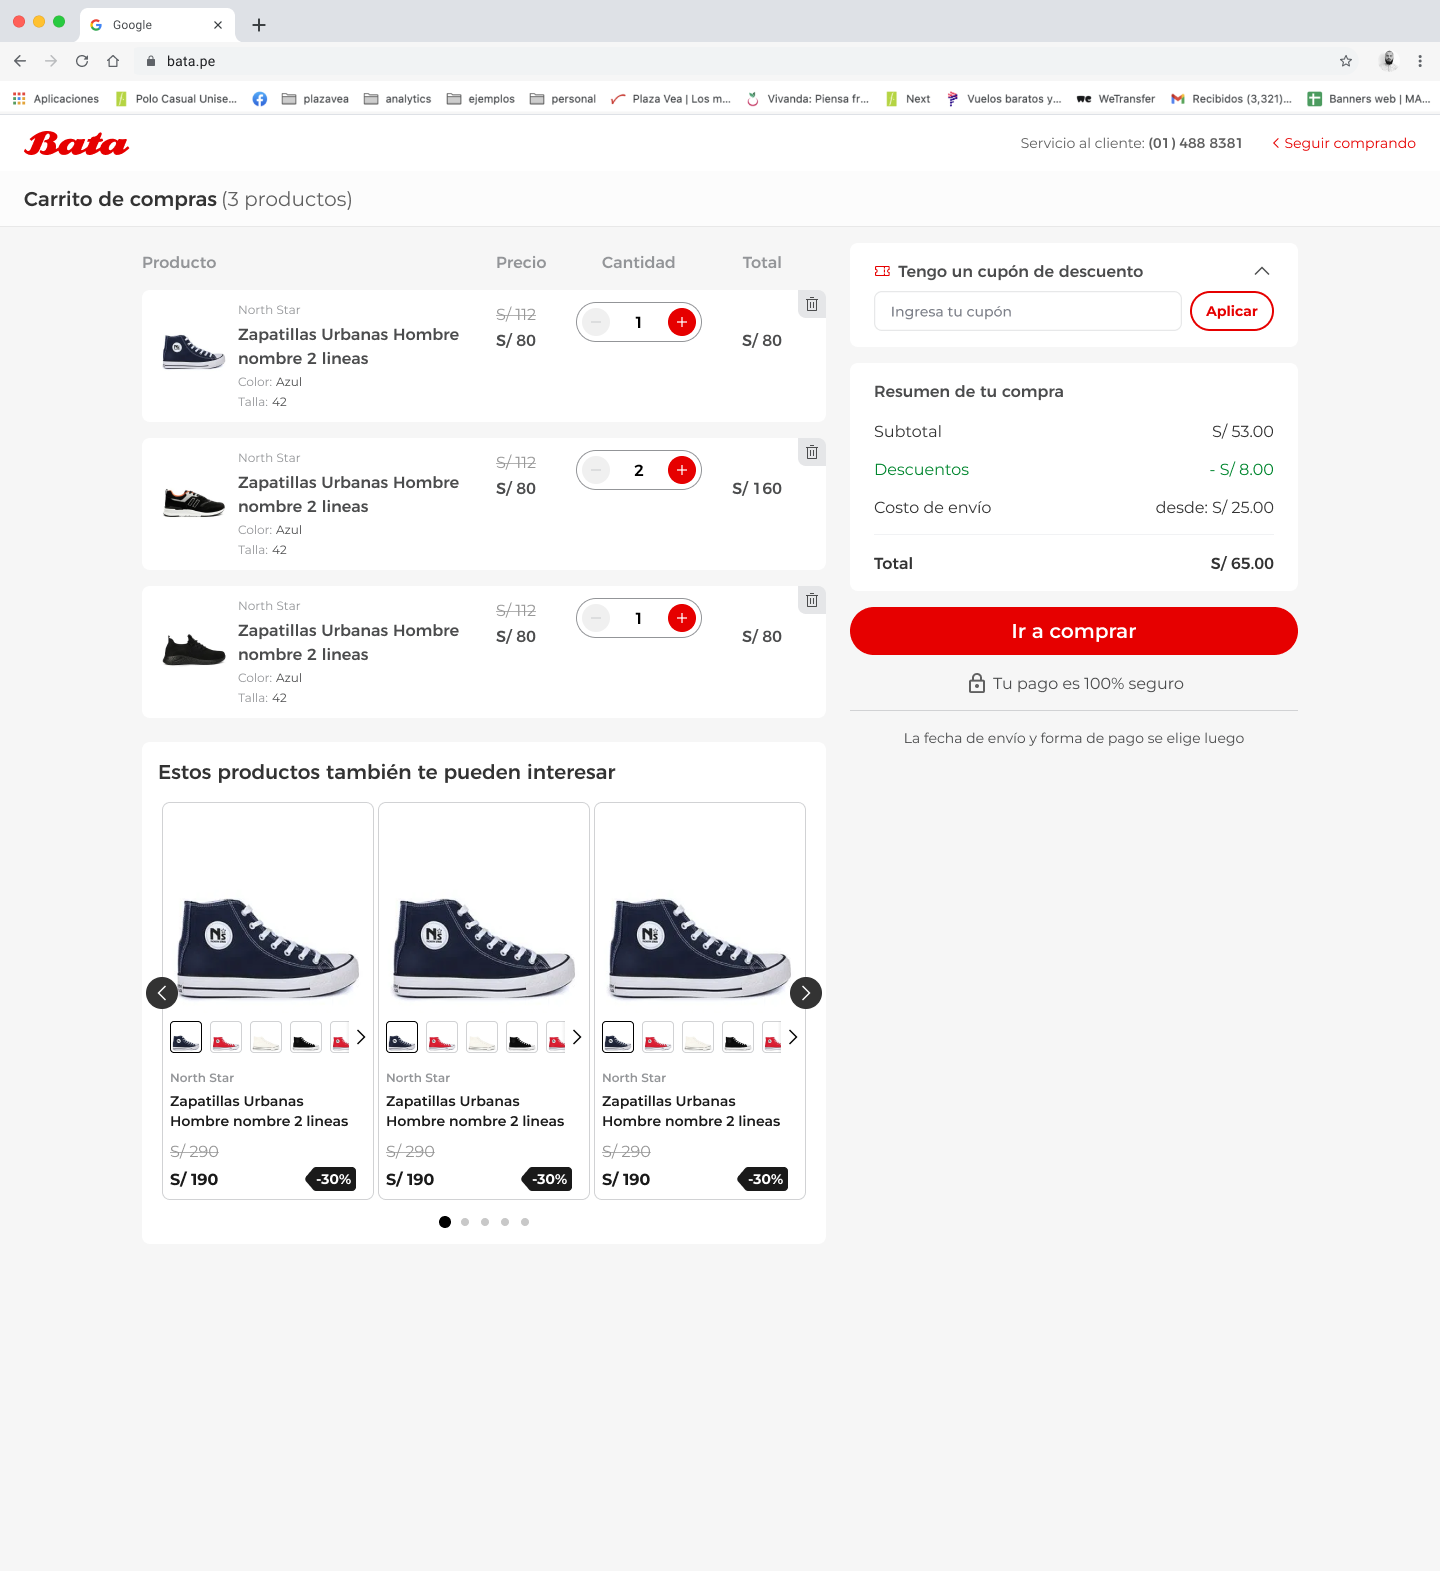 Google
bata.pe
Aplicaciones
Polo Casual Unise...
plazavea
analytics
ejemplos
personal
Plaza Vea | Los m...
Vivanda: Piensa fr...
Next
Vuelos baratos y...
WeTransfer
Recibidos (3,321)...
Banners web | MA...
Bata
Servicio al cliente: (01) 488 8381
Seguir comprando
Carrito de compras (3 productos)
Producto
Precio
Cantidad
Total
North Star
Zapatillas Urbanas Hombre
nombre 2 lineas
Color: Azul
Talla: 42
S/ 112
S/ 80
1
S/ 80
North Star
Zapatillas Urbanas Hombre
nombre 2 lineas
Color: Azul
Talla: 42
S/ 112
S/ 80
2
S/ 160
North Star
Zapatillas Urbanas Hombre
nombre 2 lineas
Color: Azul
Talla: 42
S/ 112
S/ 80
1
S/ 80
Tengo un cupón de descuento
Ingresa tu cupón
Aplicar
Resumen de tu compra
Subtotal
S/ 53.00
Descuentos
- S/ 8.00
Costo de envío
desde: S/ 25.00
Total
S/ 65.00
Ir a comprar
Tu pago es 100% seguro
La fecha de envío y forma de pago se elige luego
Estos productos también te pueden interesar
North Star
Zapatillas Urbanas
Hombre nombre 2 lineas
S/ 290
S/ 190
-30%
North Star
Zapatillas Urbanas
Hombre nombre 2 lineas
S/ 290
S/ 190
-30%
North Star
Zapatillas Urbanas
Hombre nombre 2 lineas
S/ 290
S/ 190
-30%